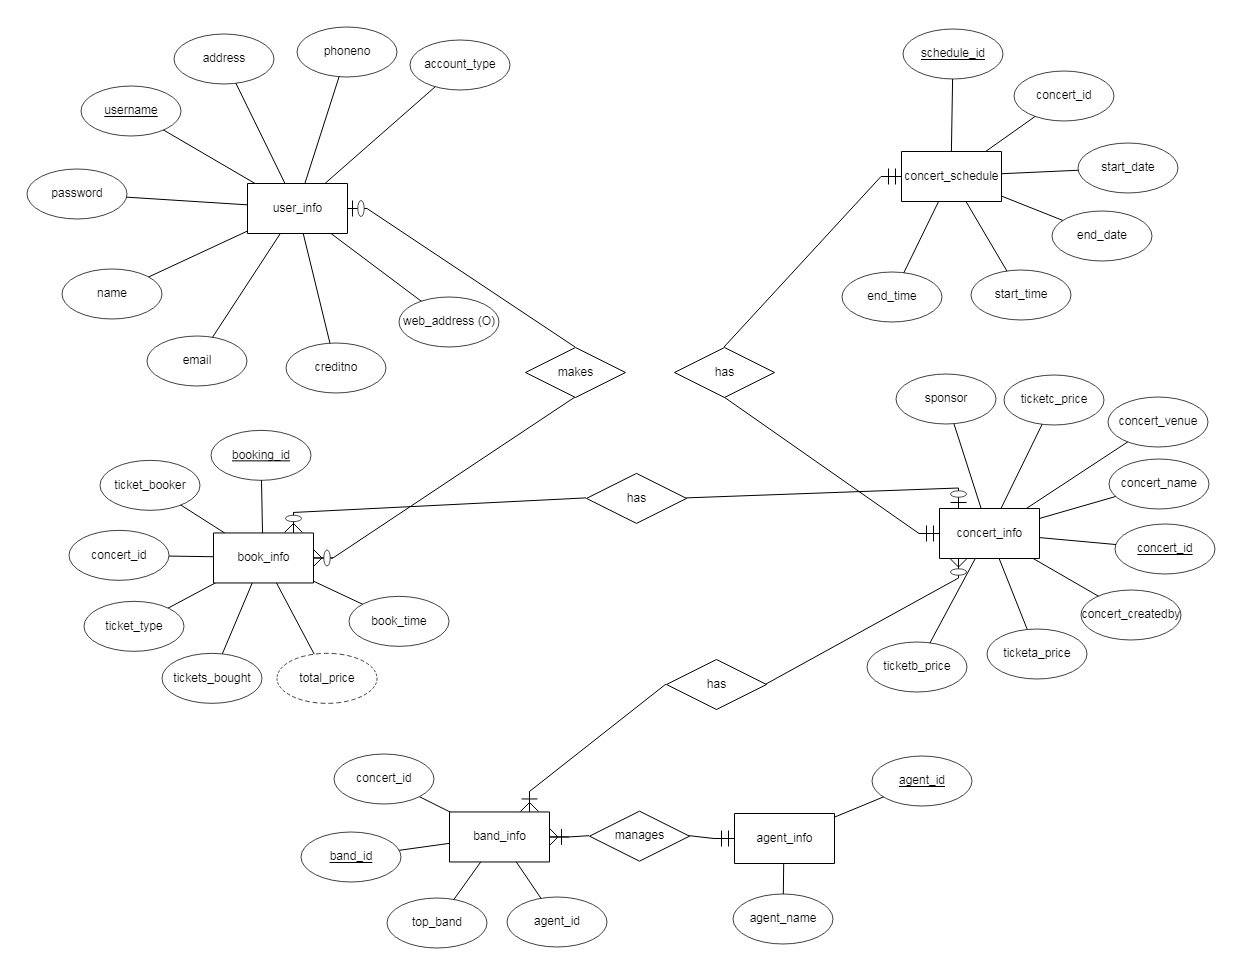 schedule_id
phoneno
address
account_type
concert_id
username
start_date
concert_schedule
password
user_info
end_date
name
start_time
end_time
web_address (O)
email
creditno
makes
has
sponsor
ticketc_price
concert_venue
booking_id
concert_name
ticket_booker
has
concert_info
concert_id
concert_id
book_info
concert_createdby
book_time
ticket_type
ticketa_price
ticketb_price
tickets_bought
total_price
has
concert_id
agent_id
band_info
manages
agent_info
band_id
top_band
agent_id
agent_name